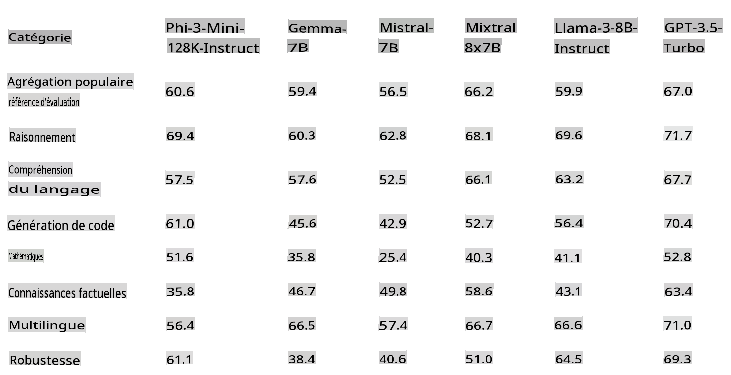 Catégorie Phi-3-Mini-128K-Instruct Gemma-7B Mistral-7B Mixtral 8x7B Llama-3-8B-Instruct GPT-3.5-Turbo
Agrégation populaire référence d'évaluation 60.6 59.4 56.5 66.2 59.9 67.0
Raisonnement 69.4 60.3 62.8 68.1 69.6 71.7
Compréhension du langage 57.5 57.6 52.5 66.1 63.2 67.7
Génération de code 61.0 45.6 42.9 52.7 56.4 70.4
Mathématiques 51.6 35.8 25.4 40.3 41.1 52.8
Connaissances factuelles 35.8 46.7 49.8 58.6 43.1 63.4
Multilingue 56.4 66.5 57.4 66.7 66.6 71.0
Robustesse 61.1 38.4 40.6 51.0 64.5 69.3